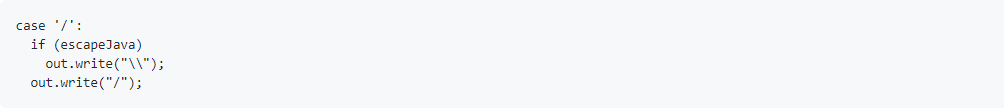 case '/':
  if (escapeJava)
    out.write("\\");
  out.write("/");